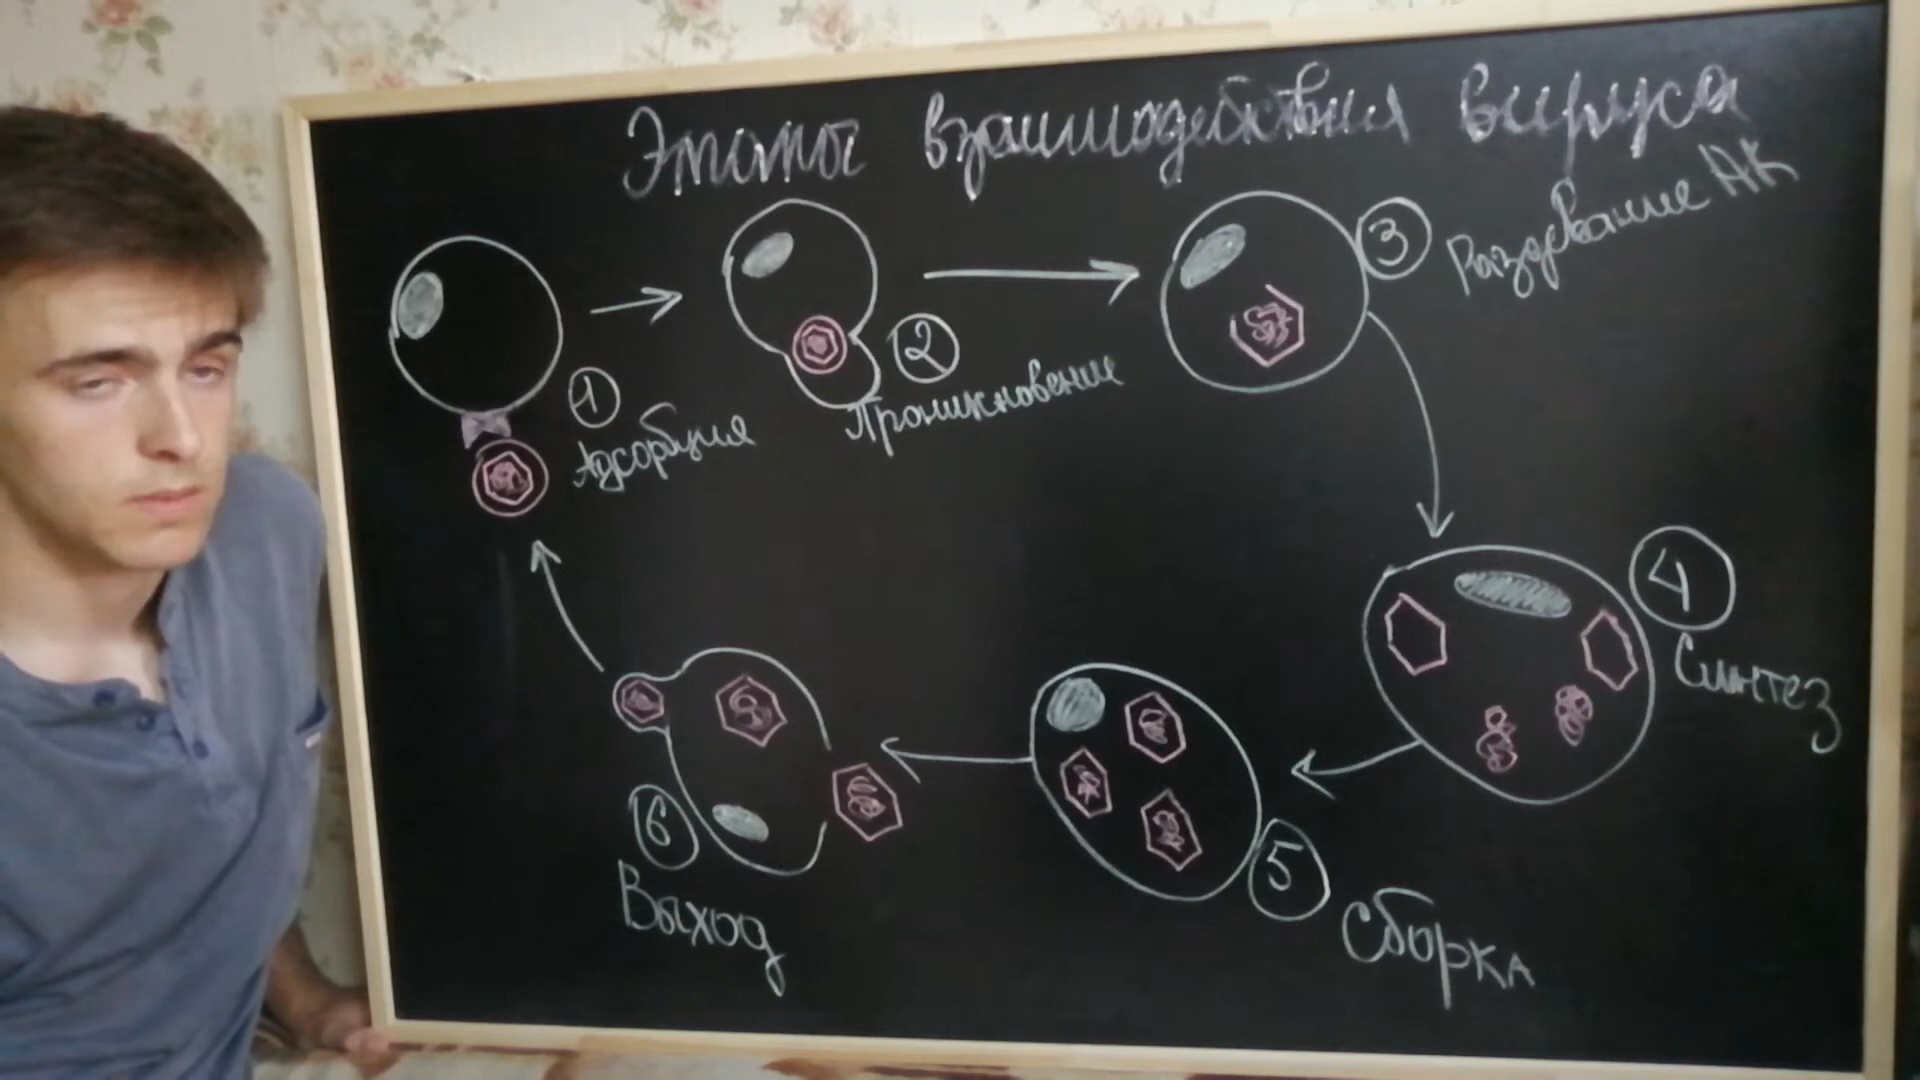 Этапы взаимодействия вируса
1
Адсорбция
2
Проникновение
3
Раздевание НК
4
Синтез
5
Сборка
6
Выход